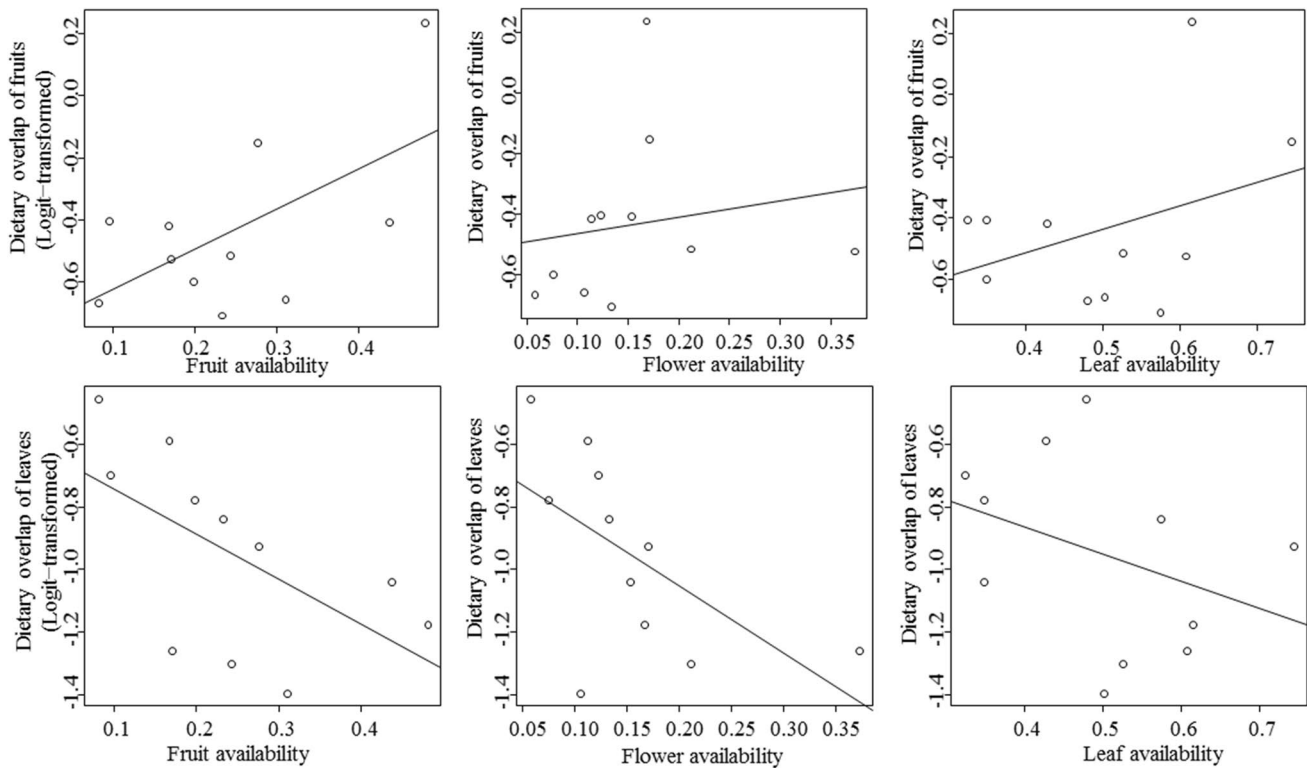 Dietary overlap of fruits
(Logit-transformed)
0.2
0.0
-0.2
-0.4
-0.6
0.1 0.2 0.3 0.4
Fruit availability
Dietary overlap of fruits
0.2
0.0
-0.2
-0.4
-0.6
0.05 0.10 0.15 0.20 0.25 0.30 0.35
Flower availability
Dietary overlap of fruits
0.2
0.0
-0.2
-0.4
-0.6
0.4 0.5 0.6 0.7
Leaf availability
Dietary overlap of leaves
(Logit-transformed)
-0.6
-0.8
-1.0
-1.2
-1.4
0.1 0.2 0.3 0.4
Fruit availability
Dietary overlap of leaves
-0.6
-0.8
-1.0
-1.2
-1.4
0.05 0.10 0.15 0.20 0.25 0.30 0.35
Flower availability
Dietary overlap of leaves
-0.6
-0.8
-1.0
-1.2
-1.4
0.4 0.5 0.6 0.7
Leaf availability